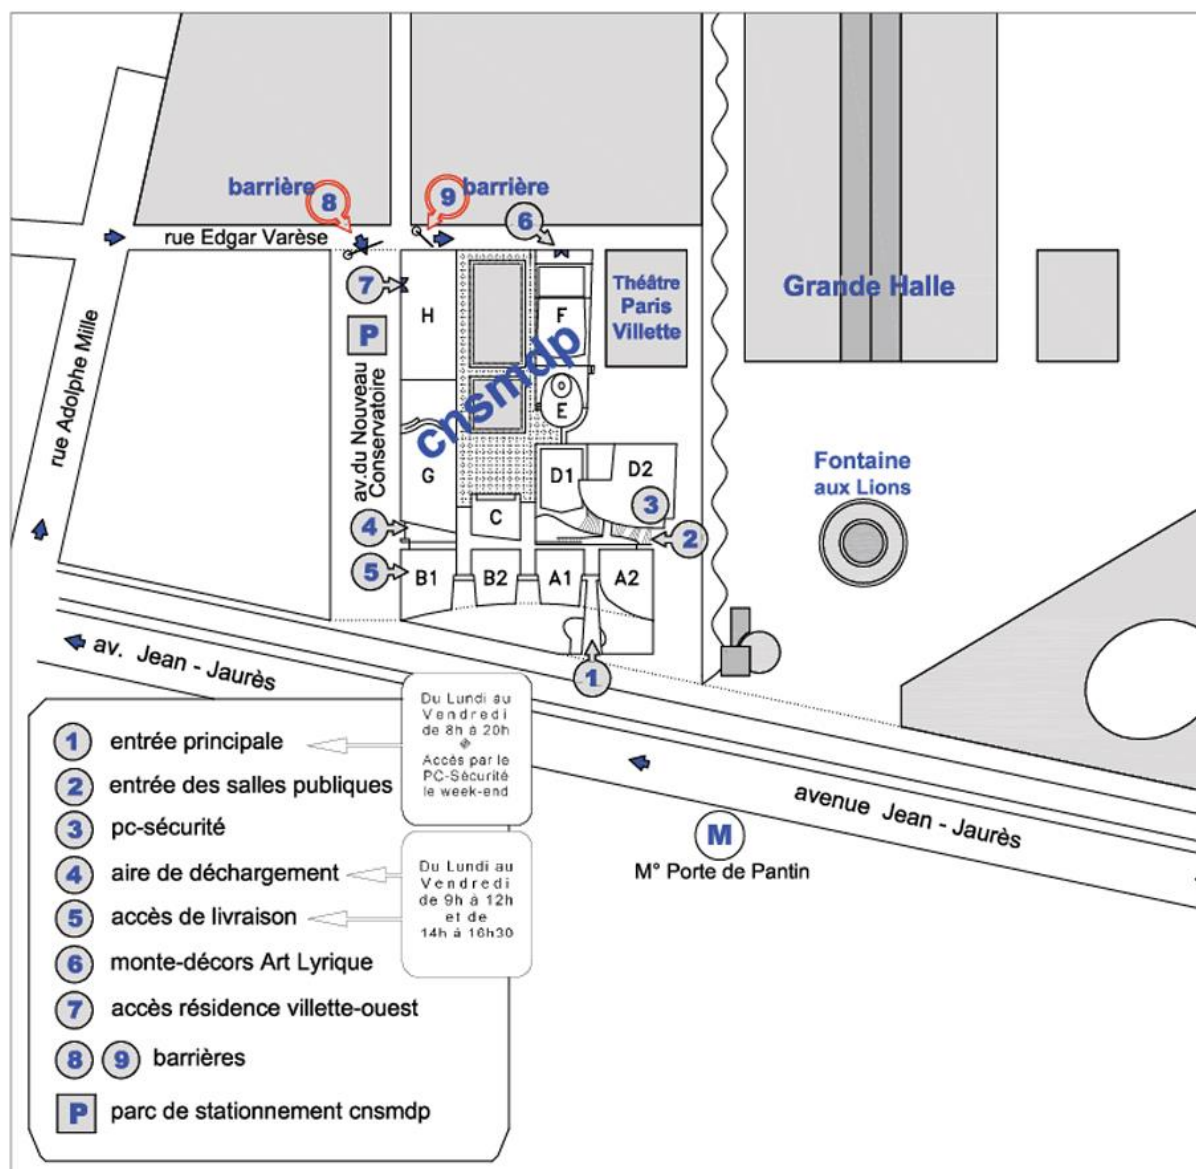 barrière
8
9
barrière
6
rue Edgar Varèse
7
H
F
Théâtre
Paris
Villette
Grande Halle
P
cnsmdp
rue Adolphe Mille
av.du Nouveau
Conservatoire
E
G
D1
D2
3
C
4
2
5
B1
B2
A1
A2
Fontaine
aux Lions
1
av. Jean - Jaurès
avenue Jean - Jaurès
M
M° Porte de Pantin
1 entrée principale
2 entrée des salles publiques
3 pc-sécurité
4 aire de déchargement
5 accès de livraison
6 monte-décors Art Lyrique
7 accès résidence villette-ouest
8 9 barrières
P parc de stationnement cnsmdp
Du Lundi au
Vendredi
de 8h à 20h
Accès par le
PC-Sécurité
le week-end
Du Lundi au
Vendredi
de 9h à 12h
et de
14h à 16h30